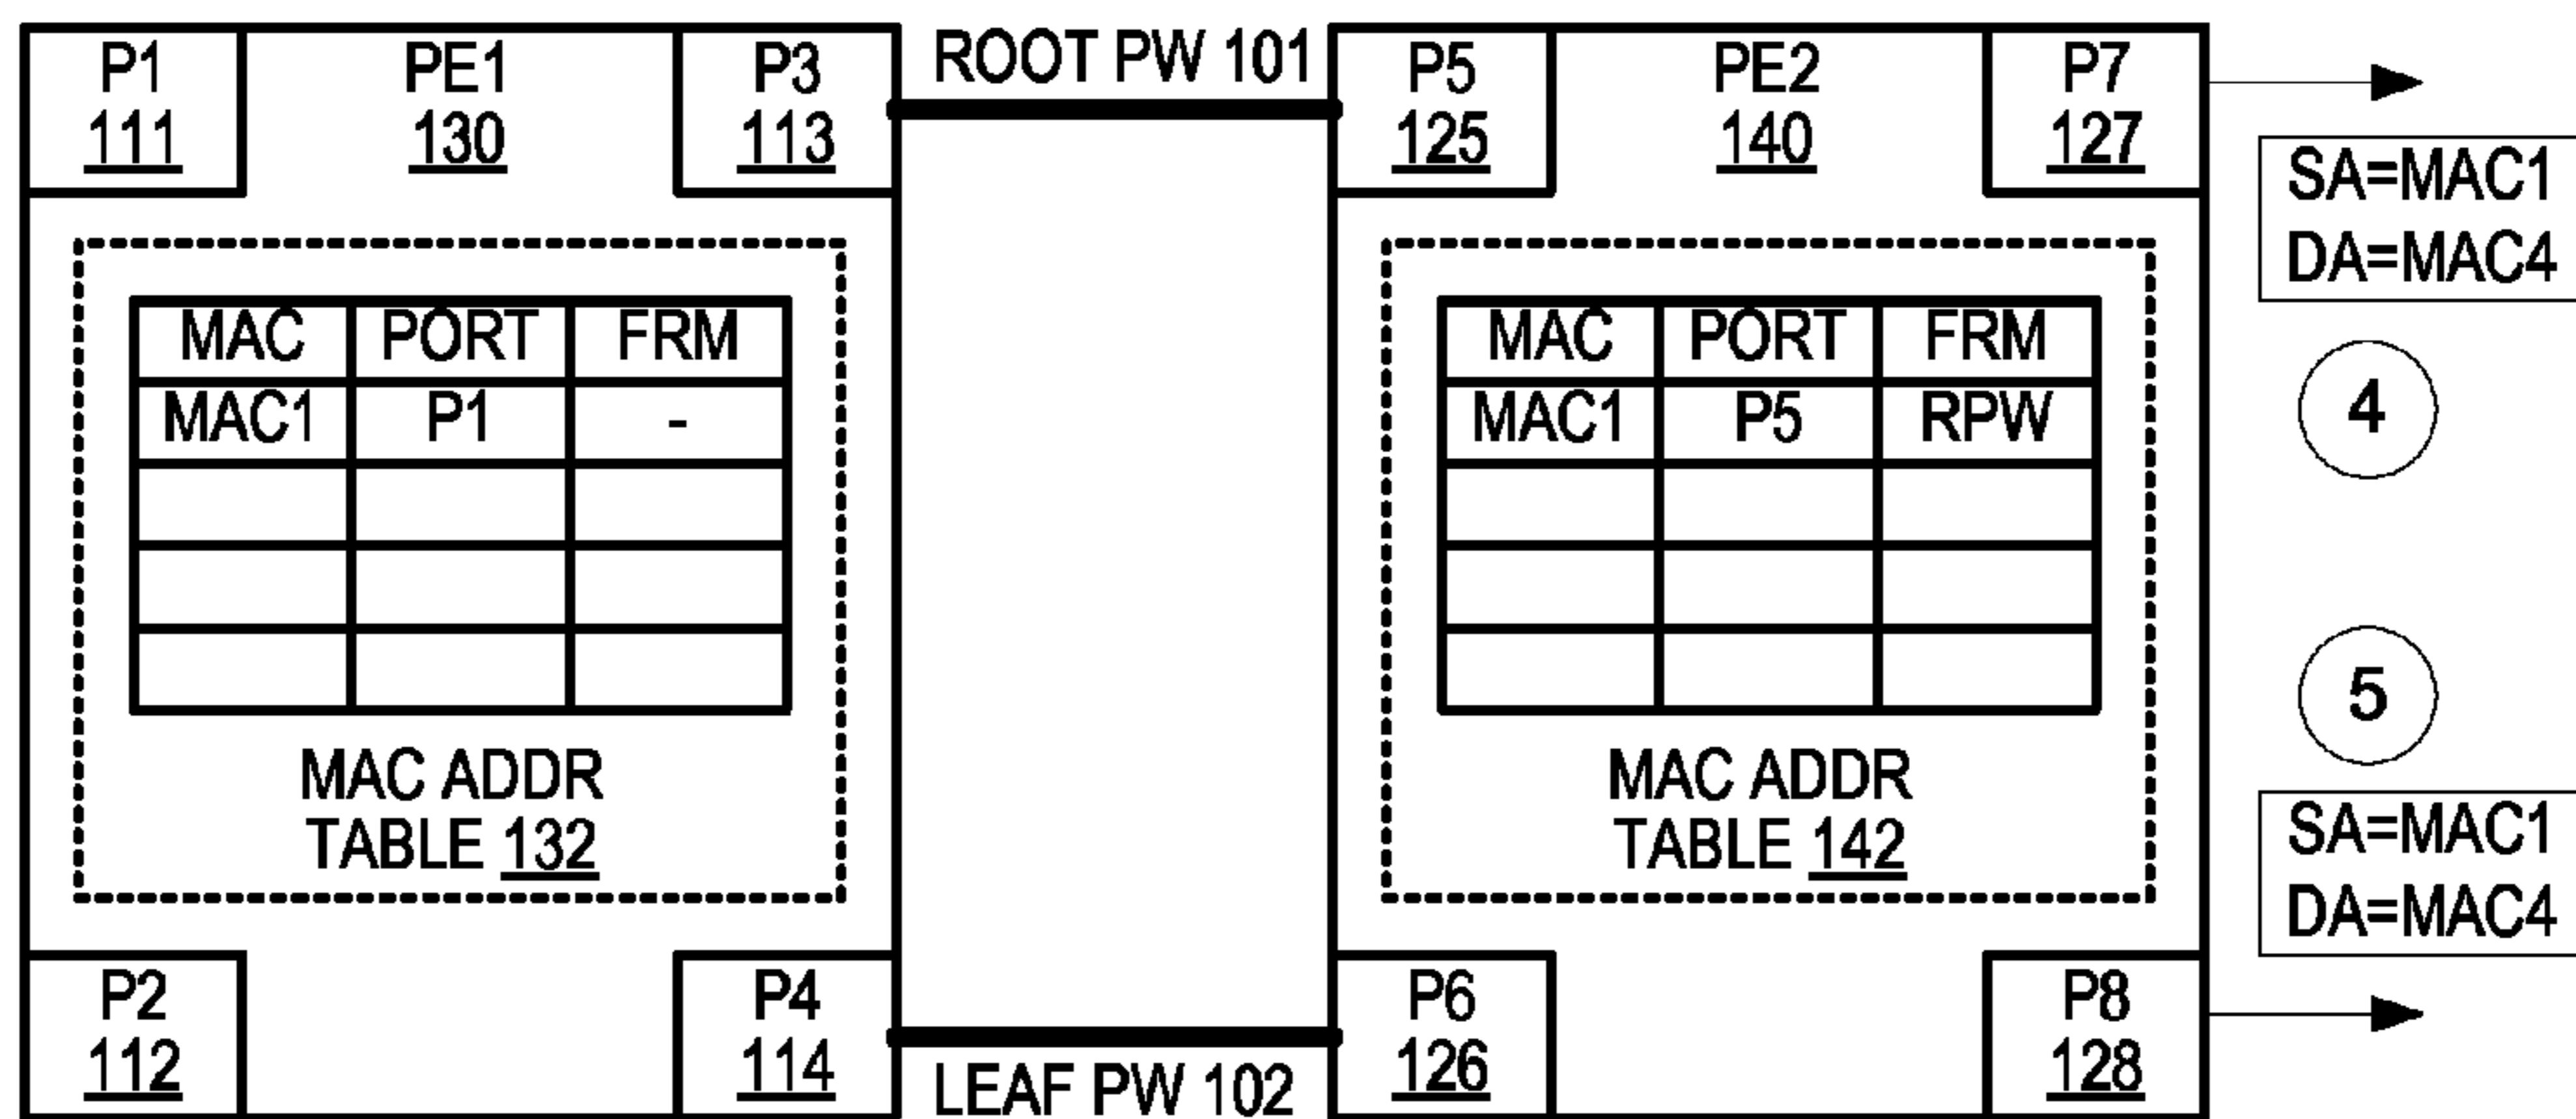 P1
111
PE1
130
P3
113
ROOT PW 101
P5
125
PE2
140
P7
127
SA=MAC1
DA=MAC4
MAC PORT FRM
MAC1 P1 -
MAC ADDR
TABLE 132
MAC PORT FRM
MAC1 P5 RPW
MAC ADDR
TABLE 142
4
5
SA=MAC1
DA=MAC4
P2
112
P4
114
LEAF PW 102
P6
126
P8
128